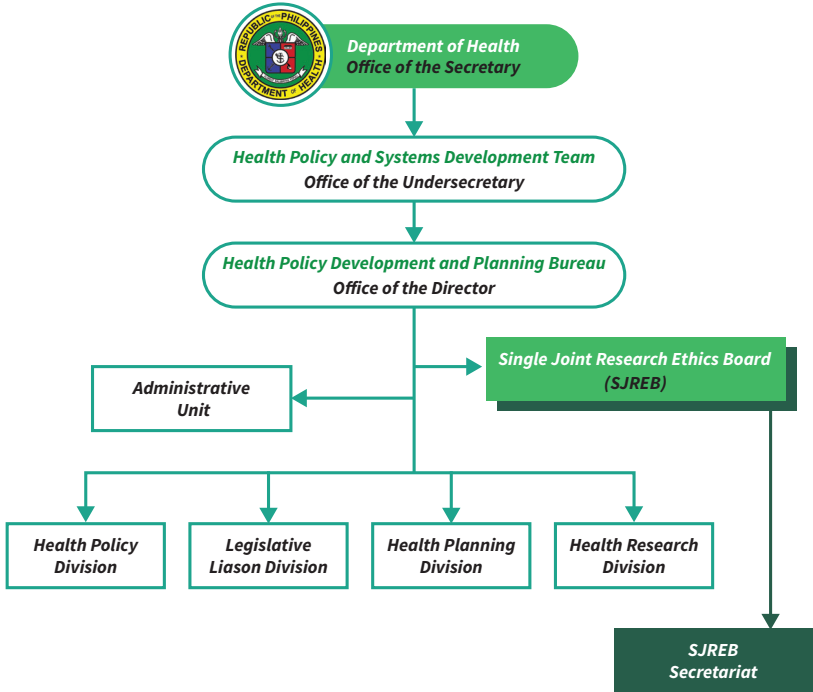 REPUBLIC OF THE PHILIPPINES
DEPARTMENT OF HEALTH
Department of Health
Office of the Secretary
Health Policy and Systems Development Team
Office of the Undersecretary
Health Policy Development and Planning Bureau
Office of the Director
Single Joint Research Ethics Board
(SJREB)
Administrative
Unit
Health Policy
Division
Legislative
Liason Division
Health Planning
Division
Health Research
Division
SJREB
Secretariat